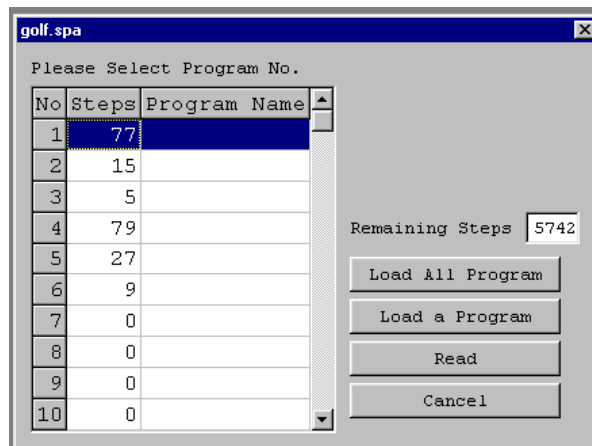 golf.spa
Please Select Program No.
No Steps Program Name
1 77
2 15
3 5
4 79
5 27
6 9
7 0
8 0
9 0
10 0
Remaining Steps 5742
Load All Program
Load a Program
Read
Cancel